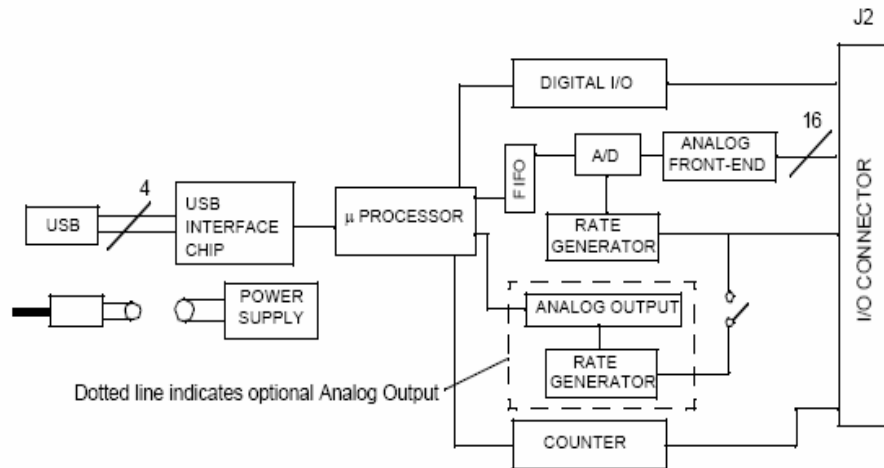 J2
DIGITAL I/O
16
FIFO
A/D
ANALOG
FRONT-END
4
USB
USB
INTERFACE
CHIP
µ PROCESSOR
RATE
GENERATOR
I/O CONNECTOR
POWER
SUPPLY
ANALOG OUTPUT
RATE
GENERATOR
Dotted line indicates optional Analog Output
COUNTER